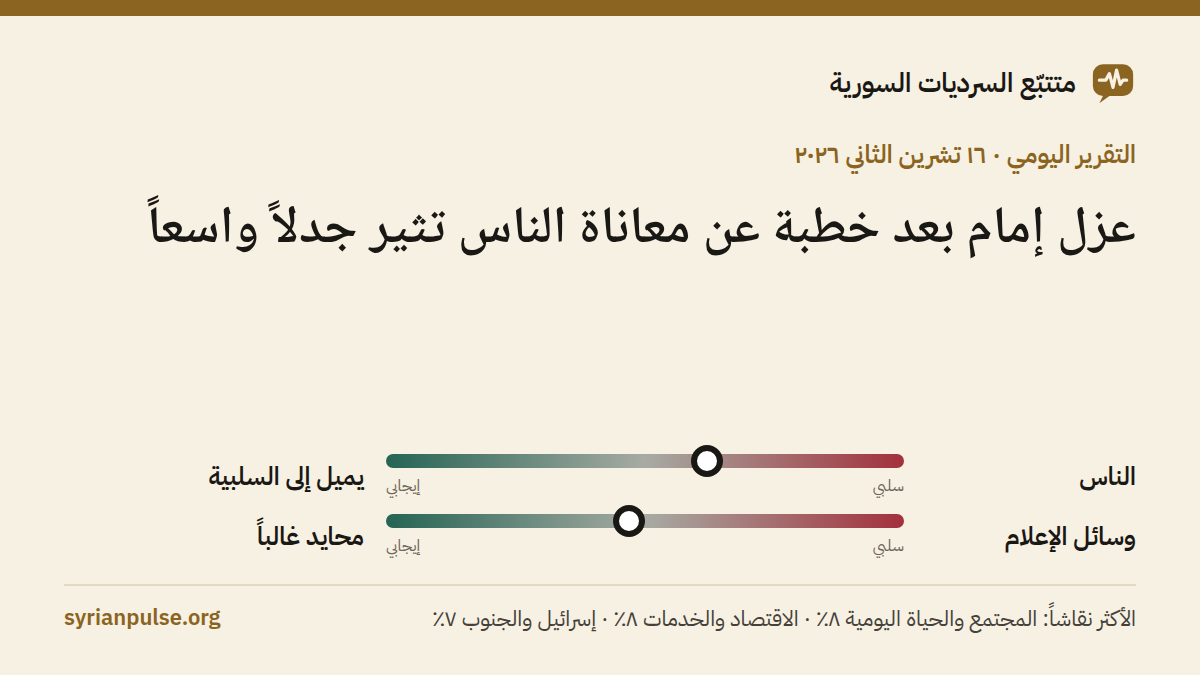 متتبّع السرديات السورية
التقرير اليومي · ١٦ تشرين الثاني ٢٠٢٦
عزل إمام بعد خطبة عن معاناة الناس تثير جدلاً واسعاً
الناس
سلبي
إيجابي
يميل إلى السلبية
وسائل الإعلام
سلبي
إيجابي
محايد غالباً
الأكثر نقاشاً: المجتمع والحياة اليومية ٨٪ · الاقتصاد والخدمات ٨٪ · إسرائيل والجنوب ٧٪
syrianpulse.org